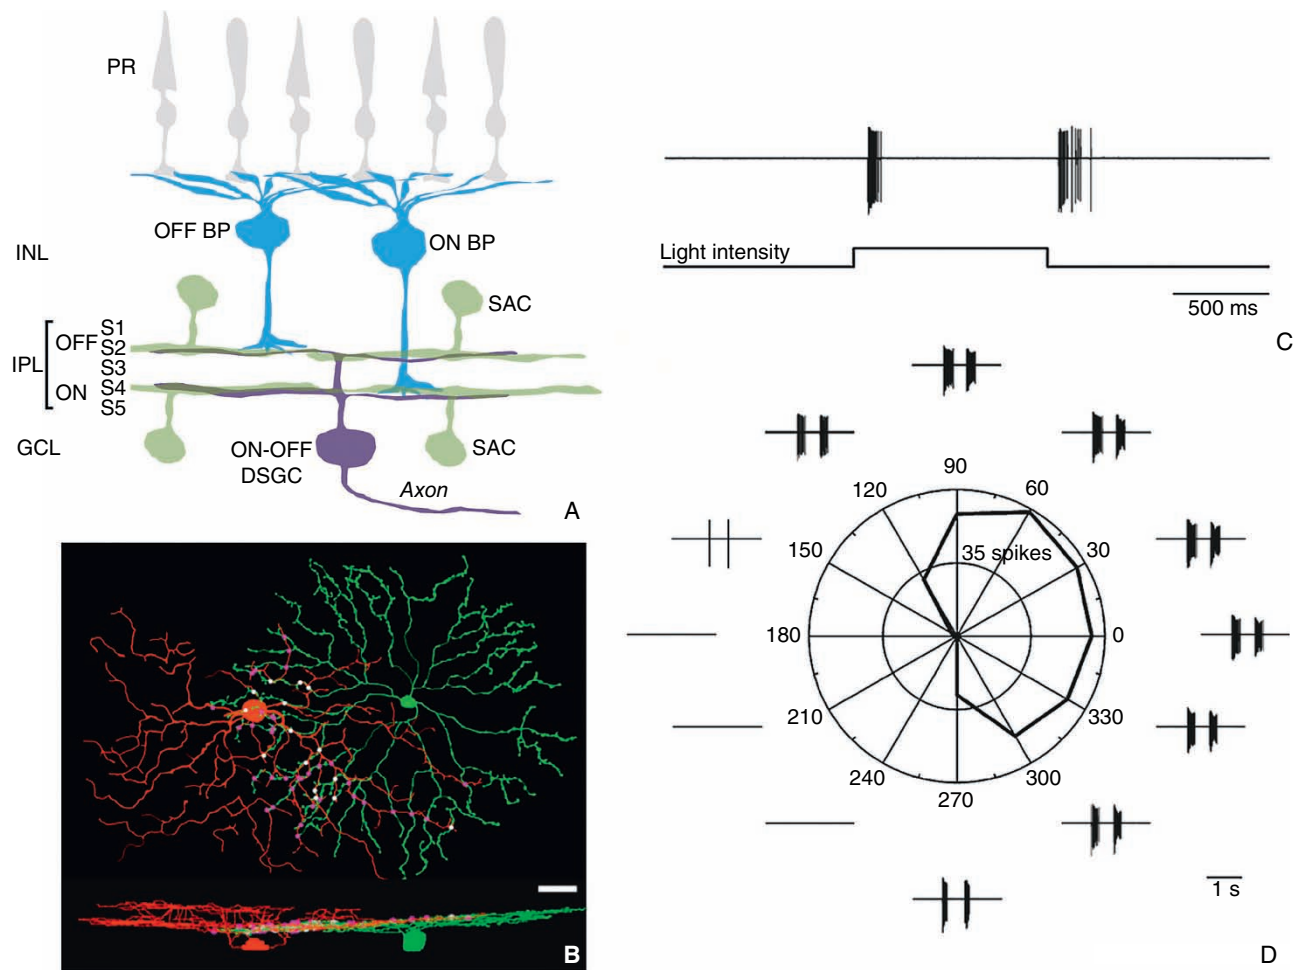 PR
OFF BP
ON BP
INL
SAC
IPL
OFF
ON
S1
S2
S3
S4
S5
GCL
ON-OFF
DSGC
SAC
Axon
A
B
Light intensity
500 ms
C
90
120
60
150
30
35 spikes
180
0
210
330
240
300
270
1 s
D